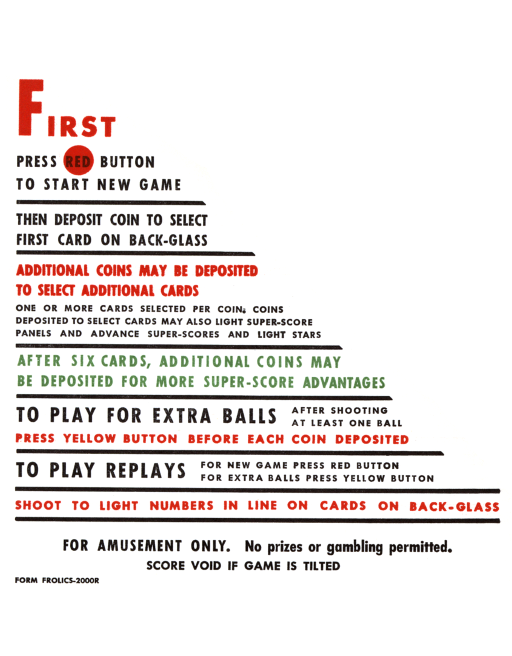 FIRST
PRESS RED BUTTON
TO START NEW GAME
THEN DEPOSIT COIN TO SELECT
FIRST CARD ON BACK-GLASS
ADDITIONAL COINS MAY BE DEPOSITED
TO SELECT ADDITIONAL CARDS
ONE OR MORE CARDS SELECTED PER COIN; COINS
DEPOSITED TO SELECT CARDS MAY ALSO LIGHT SUPER-SCORE
PANELS AND ADVANCE SUPER-SCORES AND LIGHT STARS
AFTER SIX CARDS, ADDITIONAL COINS MAY
BE DEPOSITED FOR MORE SUPER-SCORE ADVANTAGES
TO PLAY FOR EXTRA BALLS AFTER SHOOTING
AT LEAST ONE BALL
PRESS YELLOW BUTTON BEFORE EACH COIN DEPOSITED
TO PLAY REPLAYS FOR NEW GAME PRESS RED BUTTON
FOR EXTRA BALLS PRESS YELLOW BUTTON
SHOOT TO LIGHT NUMBERS IN LINE ON CARDS ON BACK-GLASS
FOR AMUSEMENT ONLY. No prizes or gambling permitted.
SCORE VOID IF GAME IS TILTED
FORM FROLICS-2000R